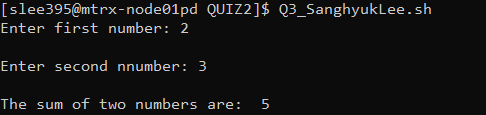 [slee395@mtrx-node01pd QUIZ2]$ Q3_SanghyukLee.sh
Enter first number: 2
Enter second nnumber: 3
The sum of two numbers are:  5